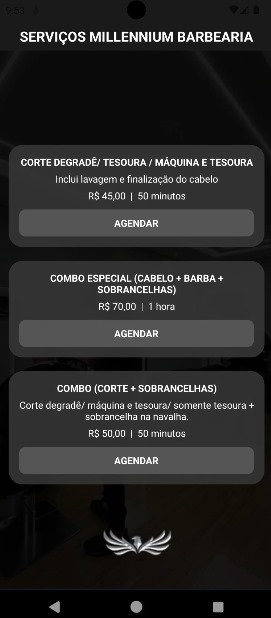 9:53
SERVIÇOS MILLENNIUM BARBEARIA
CORTE DEGRADÊ/ TESOURA / MÁQUINA E TESOURA
Inclui lavagem e finalização do cabelo
R$ 45,00 | 50 minutos
AGENDAR
COMBO ESPECIAL (CABELO + BARBA +
SOBRANCELHAS)
R$ 70,00 | 1 hora
AGENDAR
COMBO (CORTE + SOBRANCELHAS)
Corte degradê/ máquina e tesoura/ somente tesoura +
sobrancelha na navalha.
R$ 50,00 | 50 minutos
AGENDAR